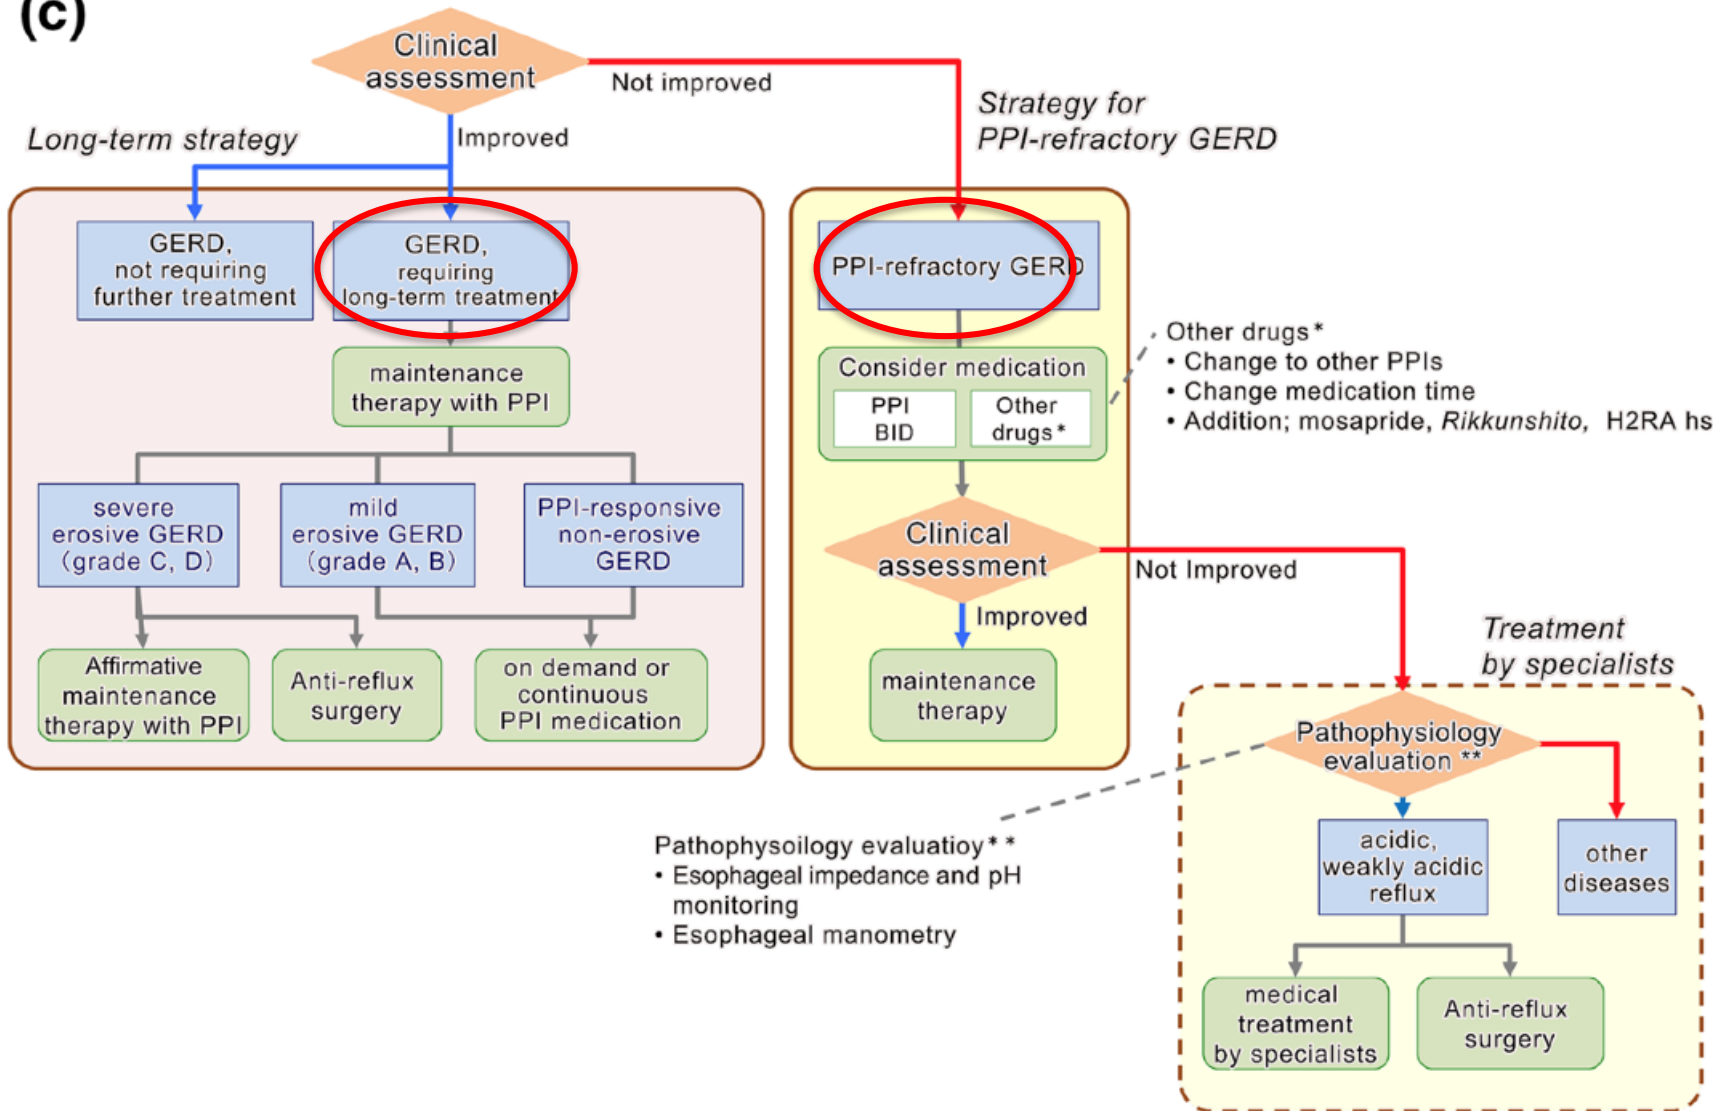 (c)
Clinical
assessment
Not improved
Strategy for
PPI-refractory GERD
Long-term strategy
Improved
GERD,
not requiring
further treatment
GERD,
requiring
long-term treatment
PPI-refractory GERD
maintenance
therapy with PPI
Consider medication
PPI
BID
Other
drugs*
Other drugs*
• Change to other PPIs
• Change medication time
• Addition; mosapride, Rikkunshito, H2RA hs
severe
erosive GERD
(grade C, D)
mild
erosive GERD
(grade A, B)
PPI-responsive
non-erosive
GERD
Clinical
assessment
Not Improved
Improved
Affirmative
maintenance
therapy with PPI
Anti-reflux
surgery
on demand or
continuous
PPI medication
maintenance
therapy
Treatment
by specialists
Pathophysiology
evaluation **
Pathophysoilogy evaluatioy**
• Esophageal impedance and pH
monitoring
• Esophageal manometry
acidic,
weakly acidic
reflux
other
diseases
medical
treatment
by specialists
Anti-reflux
surgery